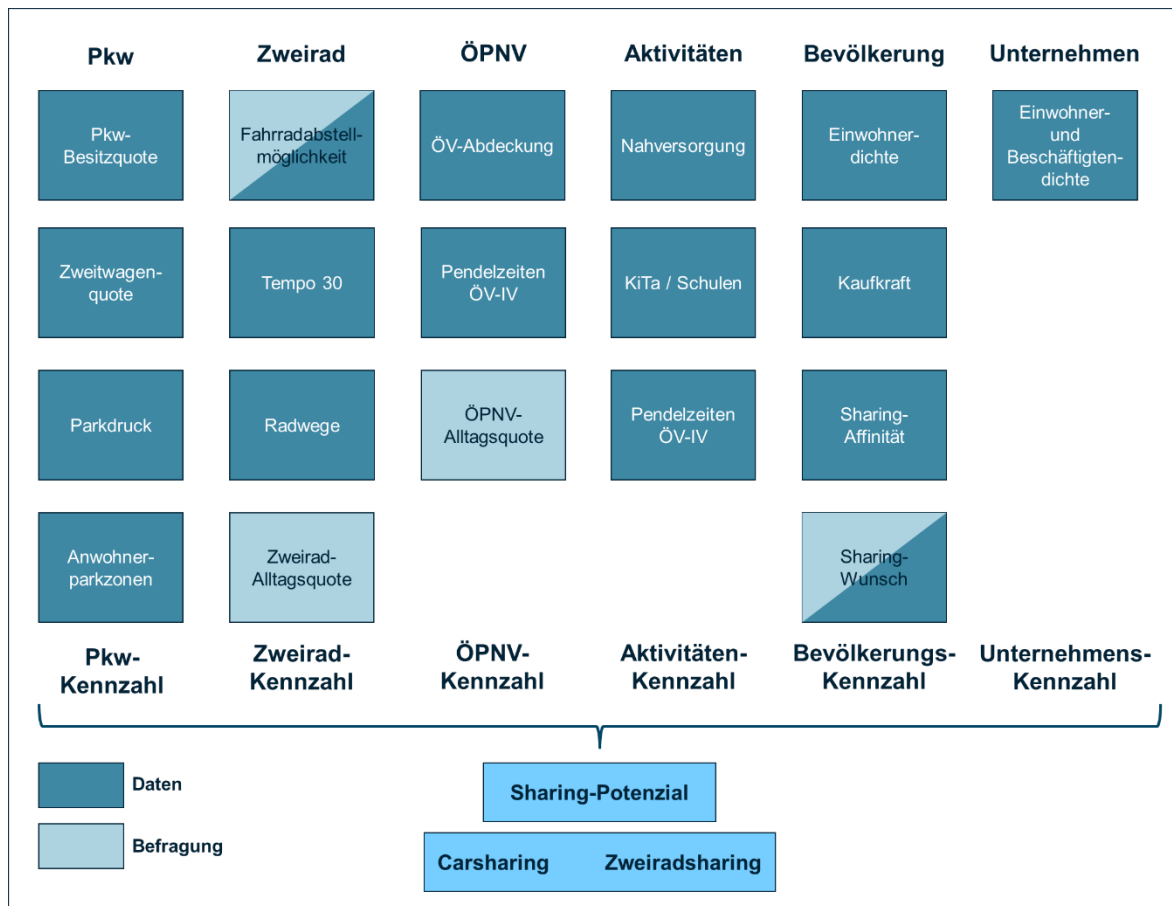 Pkw
Zweirad
ÖPNV
Aktivitäten
Bevölkerung
Unternehmen
Pkw-
Besitzquote
Fahrradabstell-
möglichkeit
ÖV-Abdeckung
Nahversorgung
Einwohner-
dichte
Einwohner-
und
Beschäftigten-
dichte
Zweitwagen-
quote
Tempo 30
Pendelzeiten
ÖV-IV
KiTa / Schulen
Kaufkraft
Parkdruck
Radwege
ÖPNV-
Alltagsquote
Pendelzeiten
ÖV-IV
Sharing-
Affinität
Anwohner-
parkzonen
Zweirad-
Alltagsquote
Sharing-
Wunsch
Pkw-
Kennzahl
Zweirad-
Kennzahl
ÖPNV-
Kennzahl
Aktivitäten-
Kennzahl
Bevölkerungs-
Kennzahl
Unternehmens-
Kennzahl
Daten
Befragung
Sharing-Potenzial
Carsharing Zweiradsharing